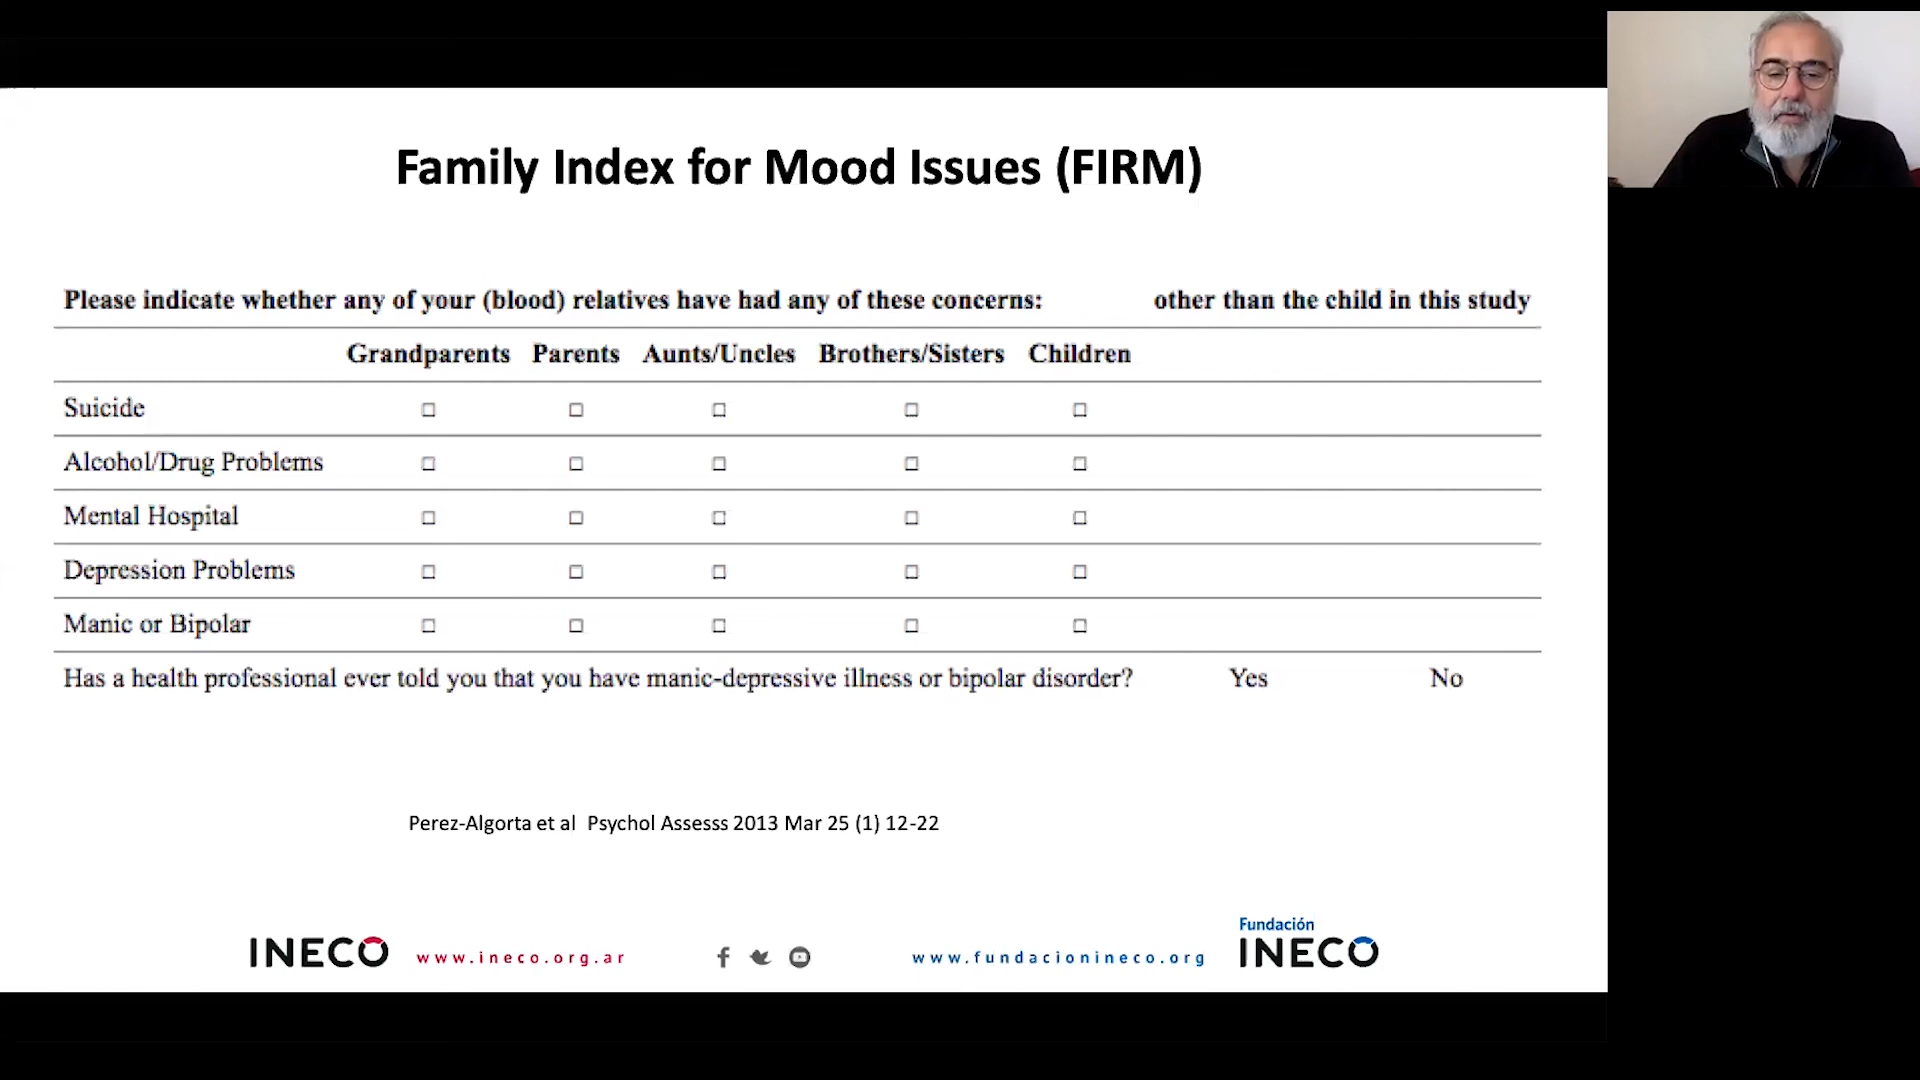 Family Index for Mood Issues (FIRM)
Please indicate whether any of your (blood) relatives have had any of these concerns: other than the child in this study
Grandparents Parents Aunts/Uncles Brothers/Sisters Children
Suicide
Alcohol/Drug Problems
Mental Hospital
Depression Problems
Manic or Bipolar
Has a health professional ever told you that you have manic-depressive illness or bipolar disorder? Yes No
Perez-Algorta et al Psychol Assesss 2013 Mar 25 (1) 12-22
INECO www.ineco.org.ar www.fundacionineco.org Fundación INECO